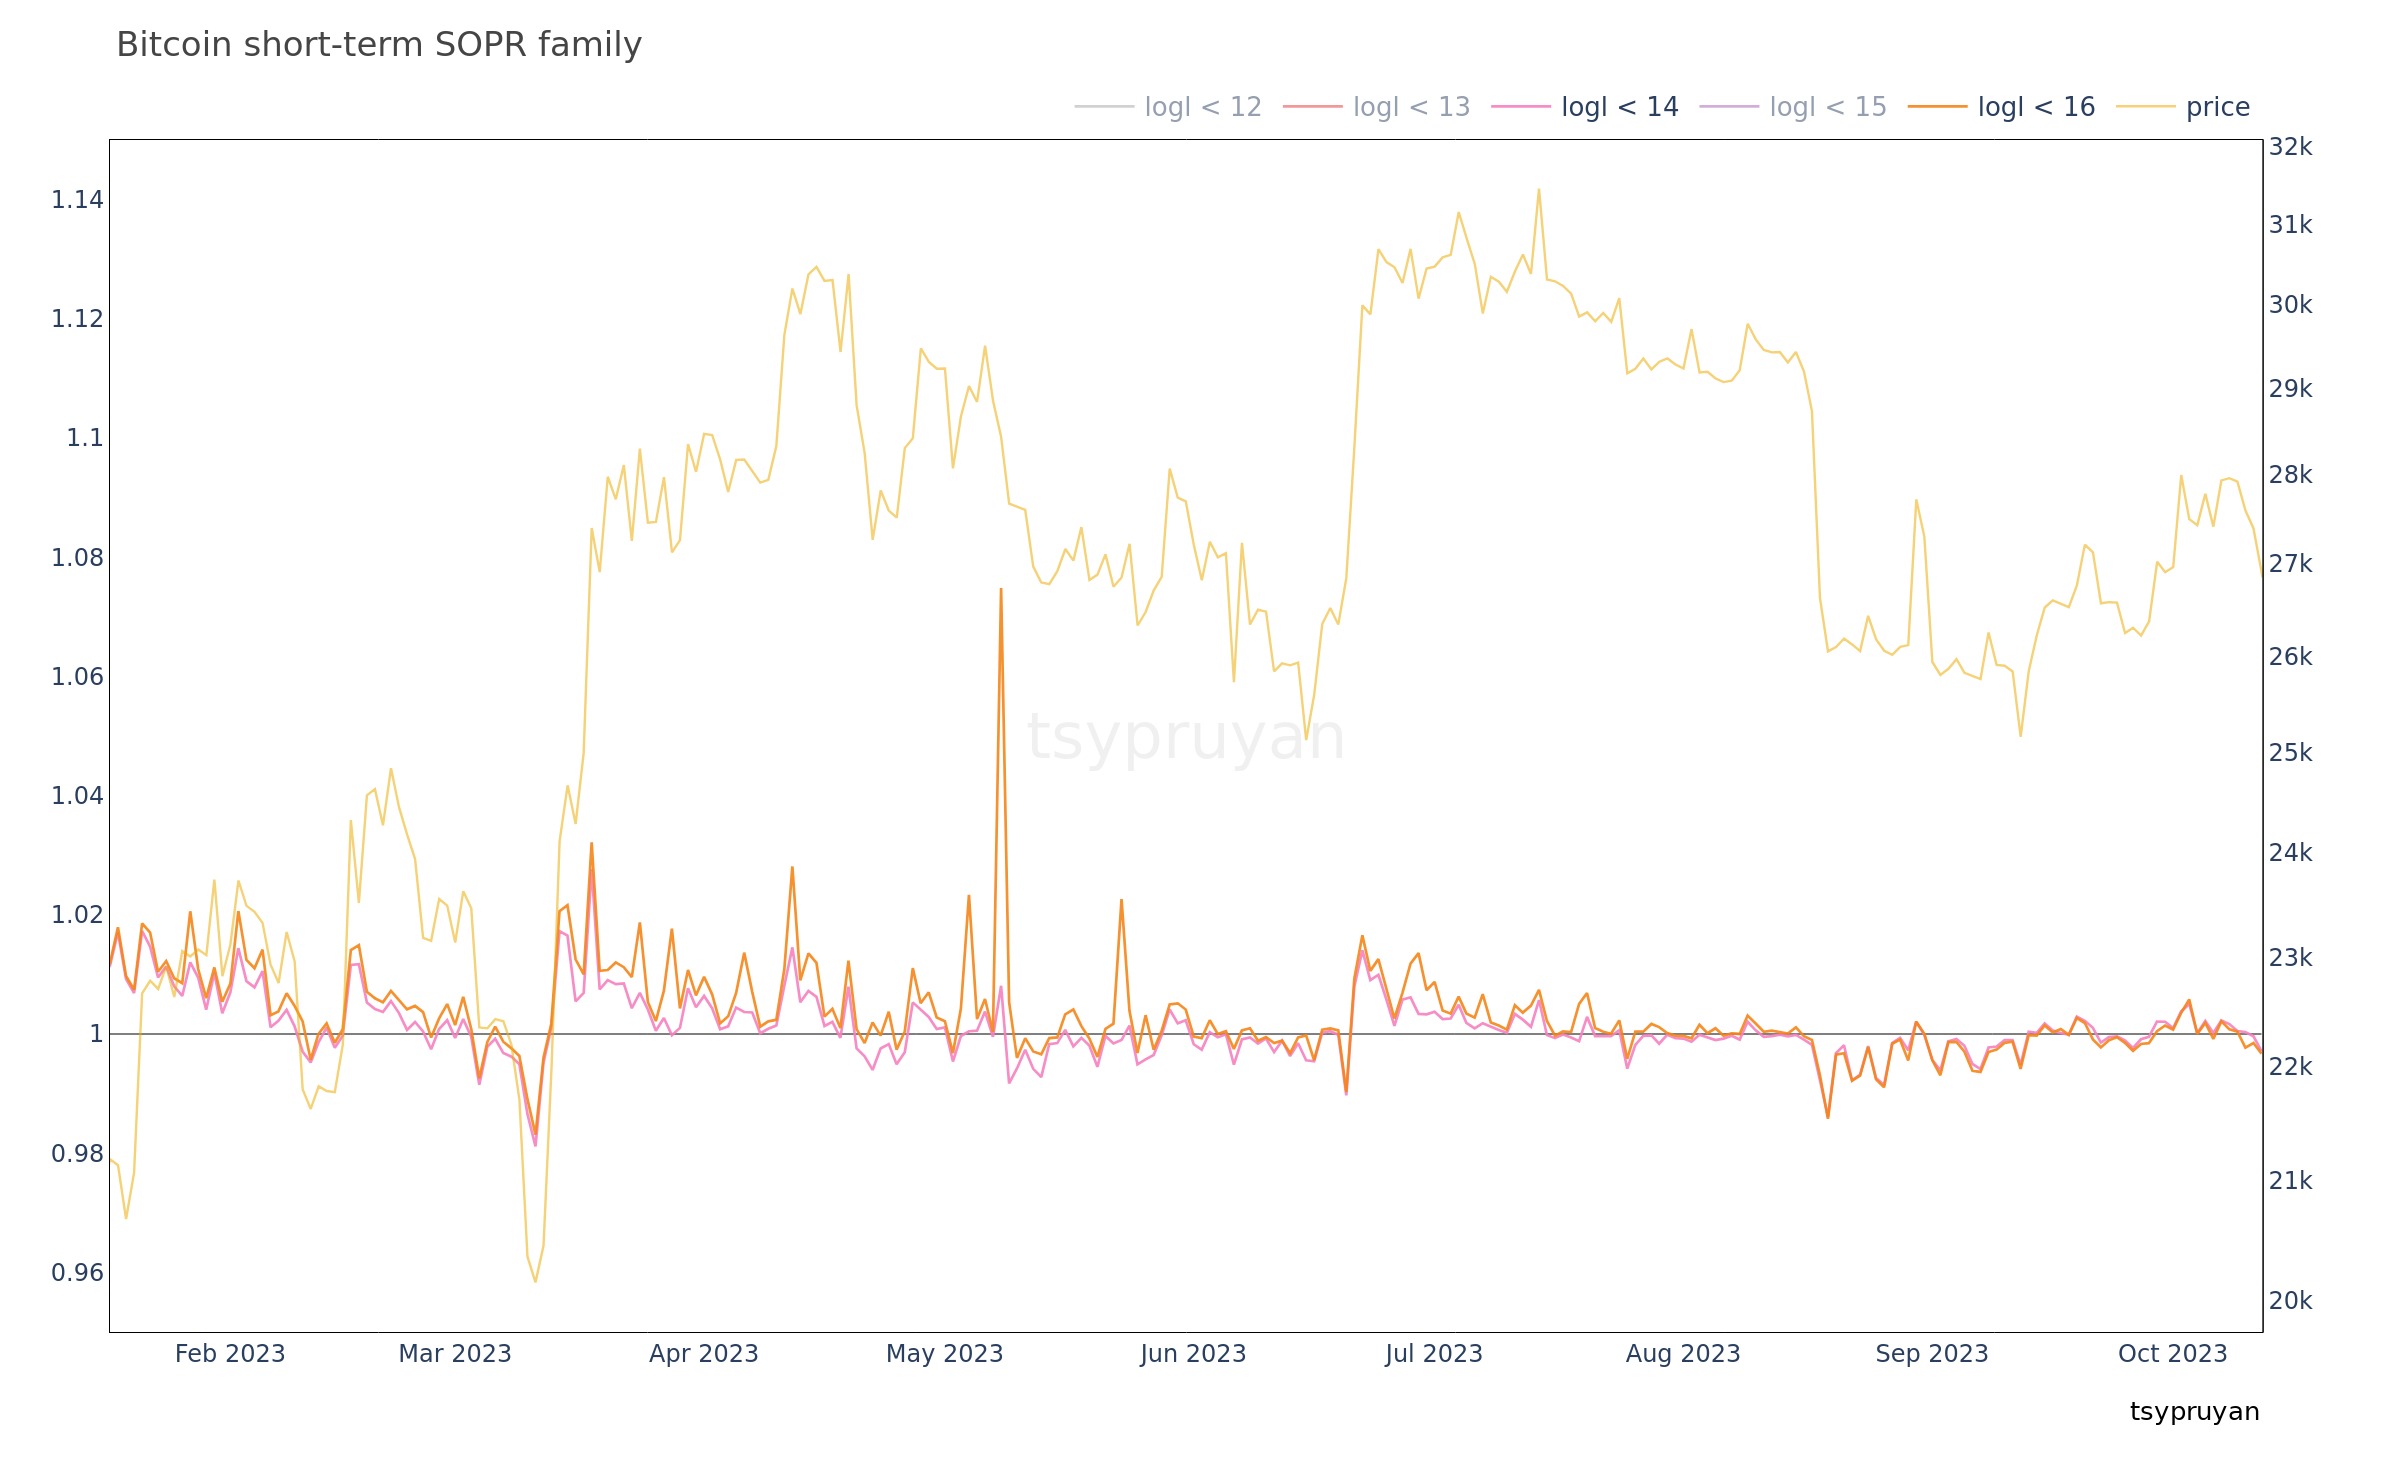 Bitcoin short-term SOPR family
logl < 12 logl < 13 logl < 14 logl < 15 logl < 16 price
32k
1.14
31k
1.12
30k
29k
1.1
28k
1.08
27k
1.06
26k
tsypruyan
25k
1.04
24k
1.02
23k
1
22k
0.98
21k
0.96
20k
Feb 2023 Mar 2023 Apr 2023 May 2023 Jun 2023 Jul 2023 Aug 2023 Sep 2023 Oct 2023
tsypruyan